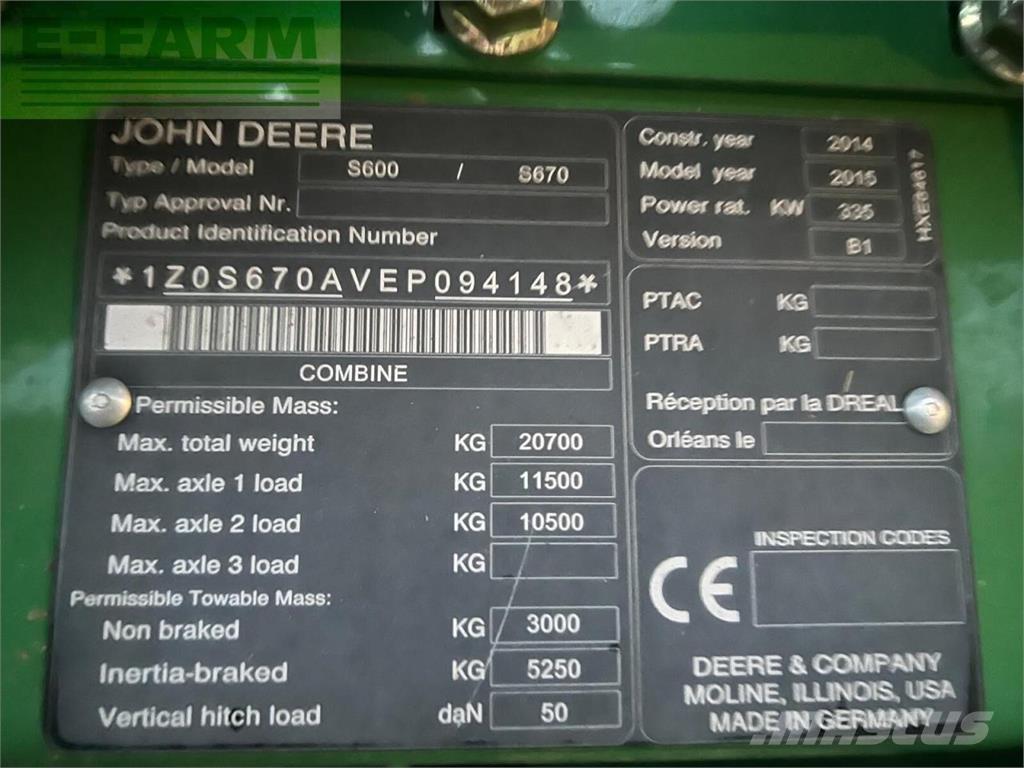 E-FARM
JOHN DEERE
Type / Model S600 / S670
Typ Approval Nr.
Product Identification Number
*1Z0S670AVEP094148*
COMBINE
Permissible Mass:
Max. total weight KG 20700
Max. axle 1 load KG 11500
Max. axle 2 load KG 10500
Max. axle 3 load KG
Permissible Towable Mass:
Non braked KG 3000
Inertia-braked KG 5250
Vertical hitch load daN 50
Constr. year 2014
Model year 2015
Power rat. KW 335
Version B1
HXE64617
PTAC KG
PTRA KG
Réception par la DREAL
Orléans le
INSPECTION CODES
CE
DEERE & COMPANY
MOLINE, ILLINOIS, USA
MADE IN GERMANY
MASCUS